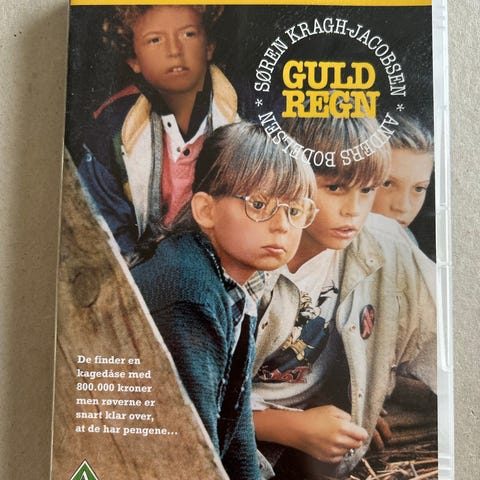 * SØREN KRAGH-JACOBSEN * ANDERS BODELSEN
GULD
REGN
De finder en
kagedåse med
800.000 kroner
men røverne er
snart klar over,
at de har pengene...
A